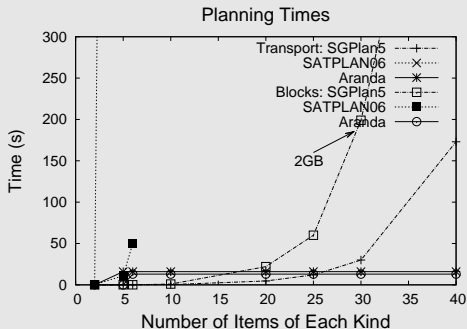 Planning Times
Transport: SGPlan5
SATPLAN06
Aranda
Blocks: SGPlan5
SATPLAN06
Aranda
2GB
Time (s)
300
250
200
150
100
50
0
0 5 10 15 20 25 30 35 40
Number of Items of Each Kind